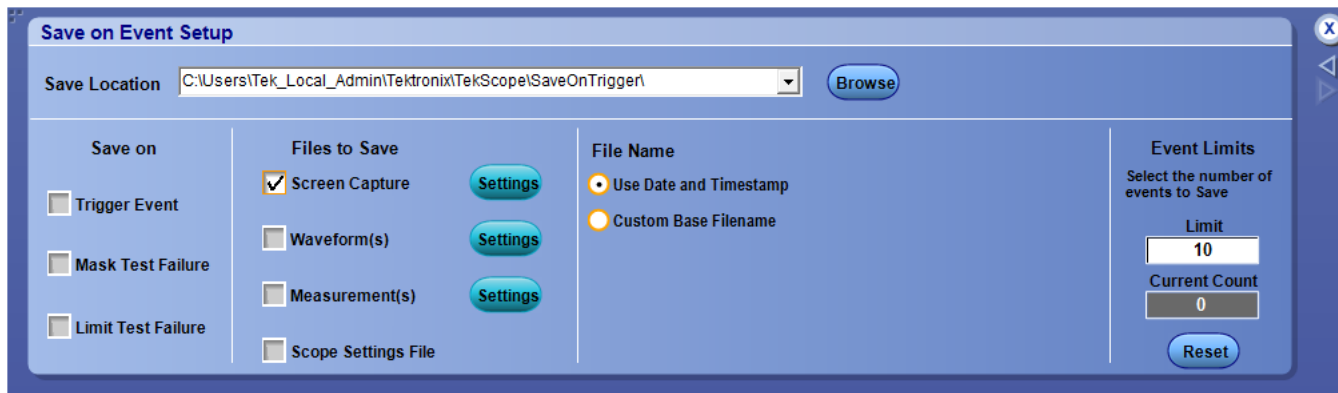 Save on Event Setup
X
Save Location C:\Users\Tek_Local_Admin\Tektronix\TekScope\SaveOnTrigger\ Browse
Save on
Trigger Event
Mask Test Failure
Limit Test Failure
Files to Save
Screen Capture Settings
Waveform(s) Settings
Measurement(s) Settings
Scope Settings File
File Name
Use Date and Timestamp
Custom Base Filename
Event Limits
Select the number of
events to Save
Limit
10
Current Count
0
Reset